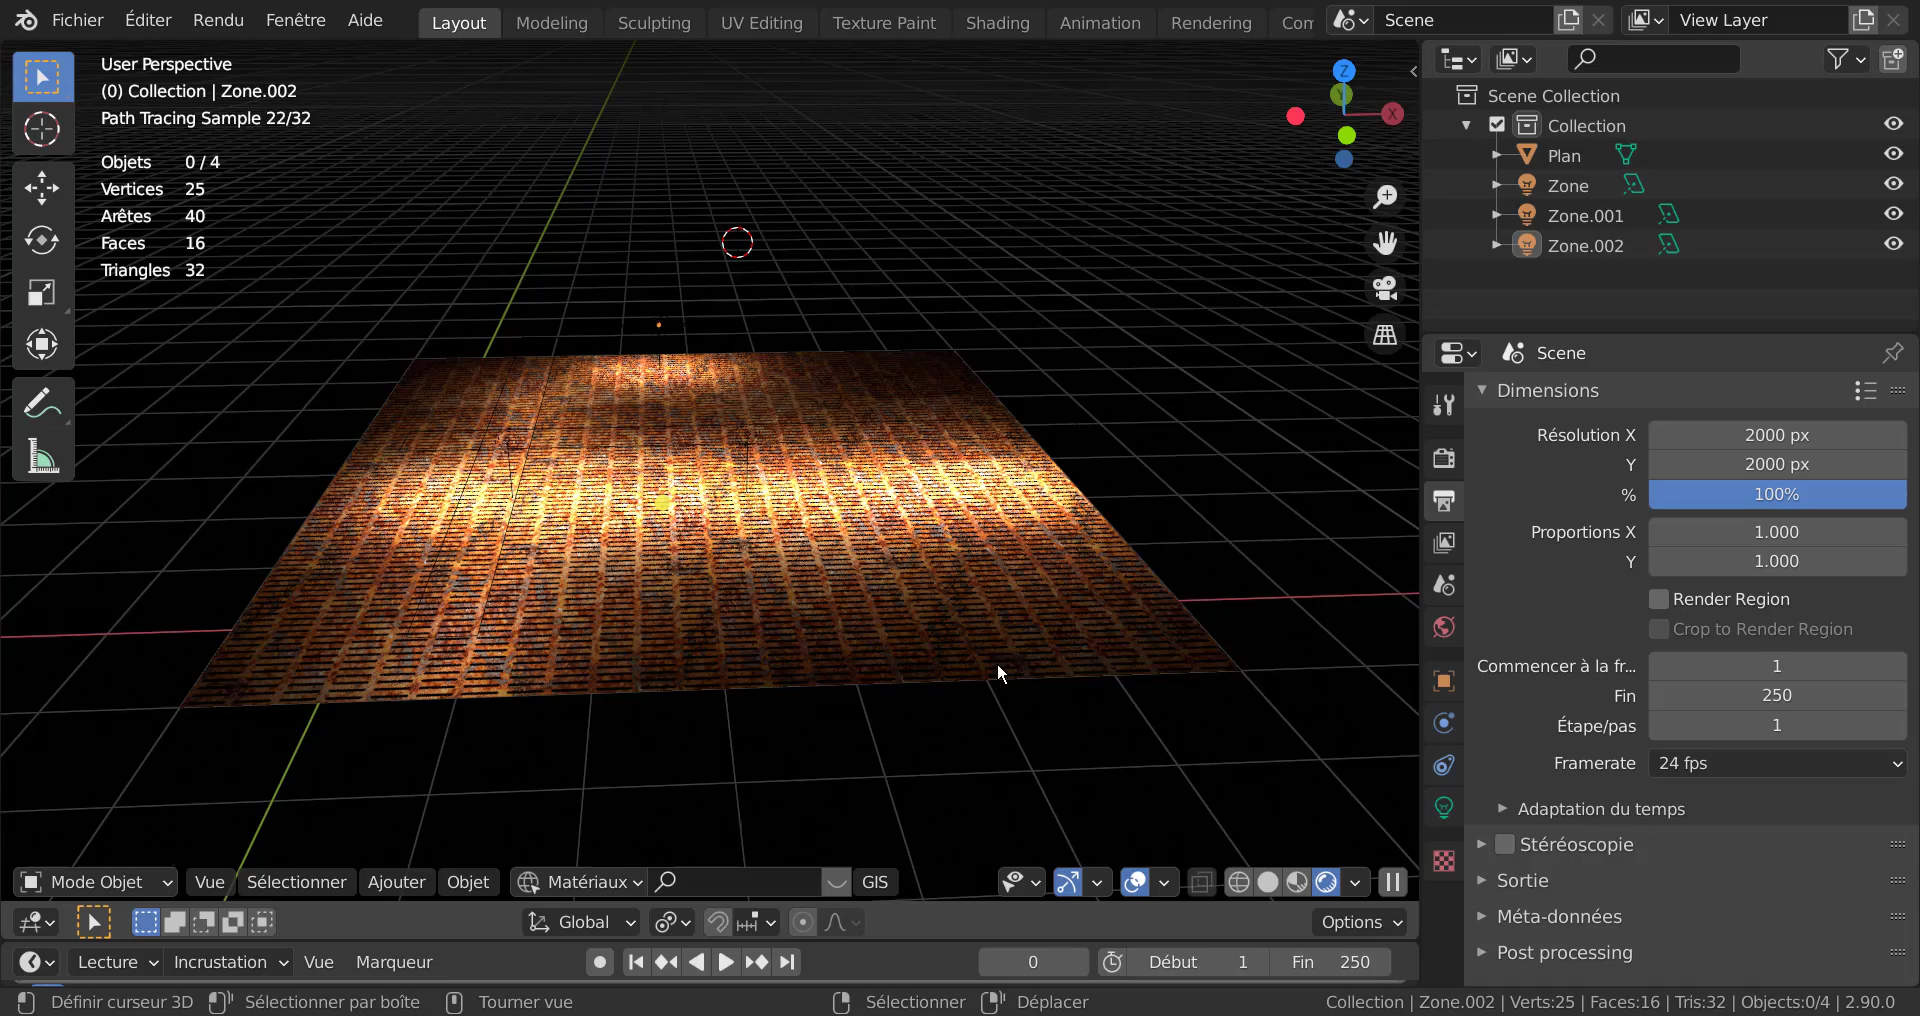 Fichier Éditer Rendu Fenêtre Aide Layout Modeling Sculpting UV Editing Texture Paint Shading Animation Rendering Com Scene View Layer
User Perspective
(0) Collection | Zone.002
Path Tracing Sample 22/32
Objets 0 / 4
Vertices 25
Arêtes 40
Faces 16
Triangles 32
Z
Y
X
Scene Collection
Collection
Plan
Zone
Zone.001
Zone.002
Scene
Dimensions
Résolution X 2000 px
Y 2000 px
% 100%
Proportions X 1.000
Y 1.000
Render Region
Crop to Render Region
Commencer à la fr... 1
Fin 250
Étape/pas 1
Framerate 24 fps
Adaptation du temps
Stéréoscopie
Sortie
Méta-données
Post processing
Mode Objet Vue Sélectionner Ajouter Objet Matériaux GIS
Global Options
Lecture Incrustation Vue Marqueur 0 Début 1 Fin 250
Définir curseur 3D Sélectionner par boîte Tourner vue Sélectionner Déplacer Collection | Zone.002 | Verts:25 | Faces:16 | Tris:32 | Objects:0/4 | 2.90.0